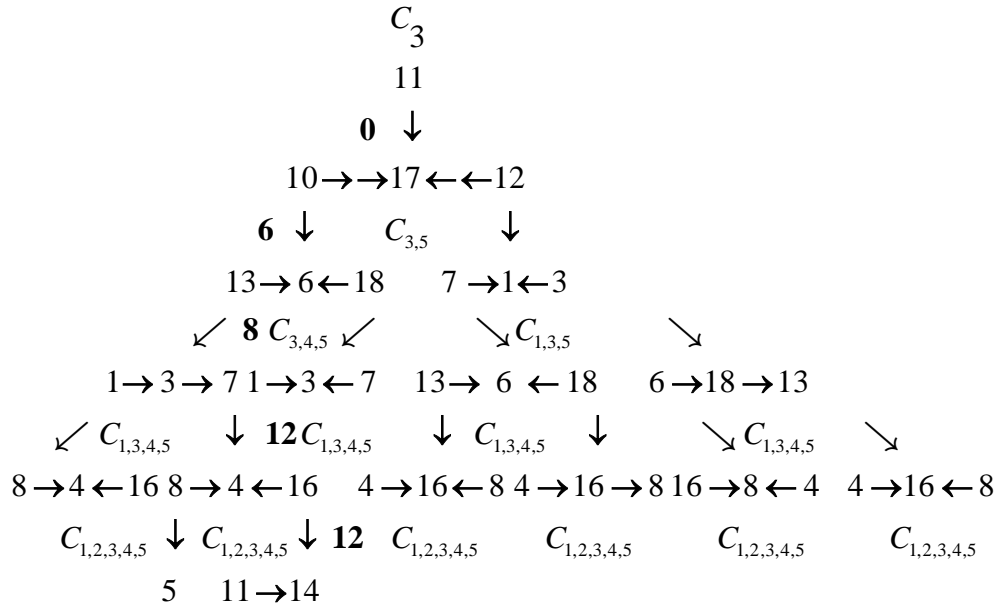 C₃
11
0 ↓
10→→17←←12
6 ↓ C₃,₅ ↓
13→6←18 7→1←3
↙ 8 C₃,₄,₅ ↙ ↘ C₁,₃,₅ ↘
1→3→7 1→3←7 13→6←18 6→18→13
↙ C₁,₃,₄,₅ ↓ 12 C₁,₃,₄,₅ ↓ C₁,₃,₄,₅ ↓ ↘ C₁,₃,₄,₅ ↘
8→4←16 8→4←16 4→16←8 4→16→8 16→8←4 4→16←8
C₁,₂,₃,₄,₅ ↓ C₁,₂,₃,₄,₅ ↓ 12 C₁,₂,₃,₄,₅ C₁,₂,₃,₄,₅ C₁,₂,₃,₄,₅ C₁,₂,₃,₄,₅
5 11→14